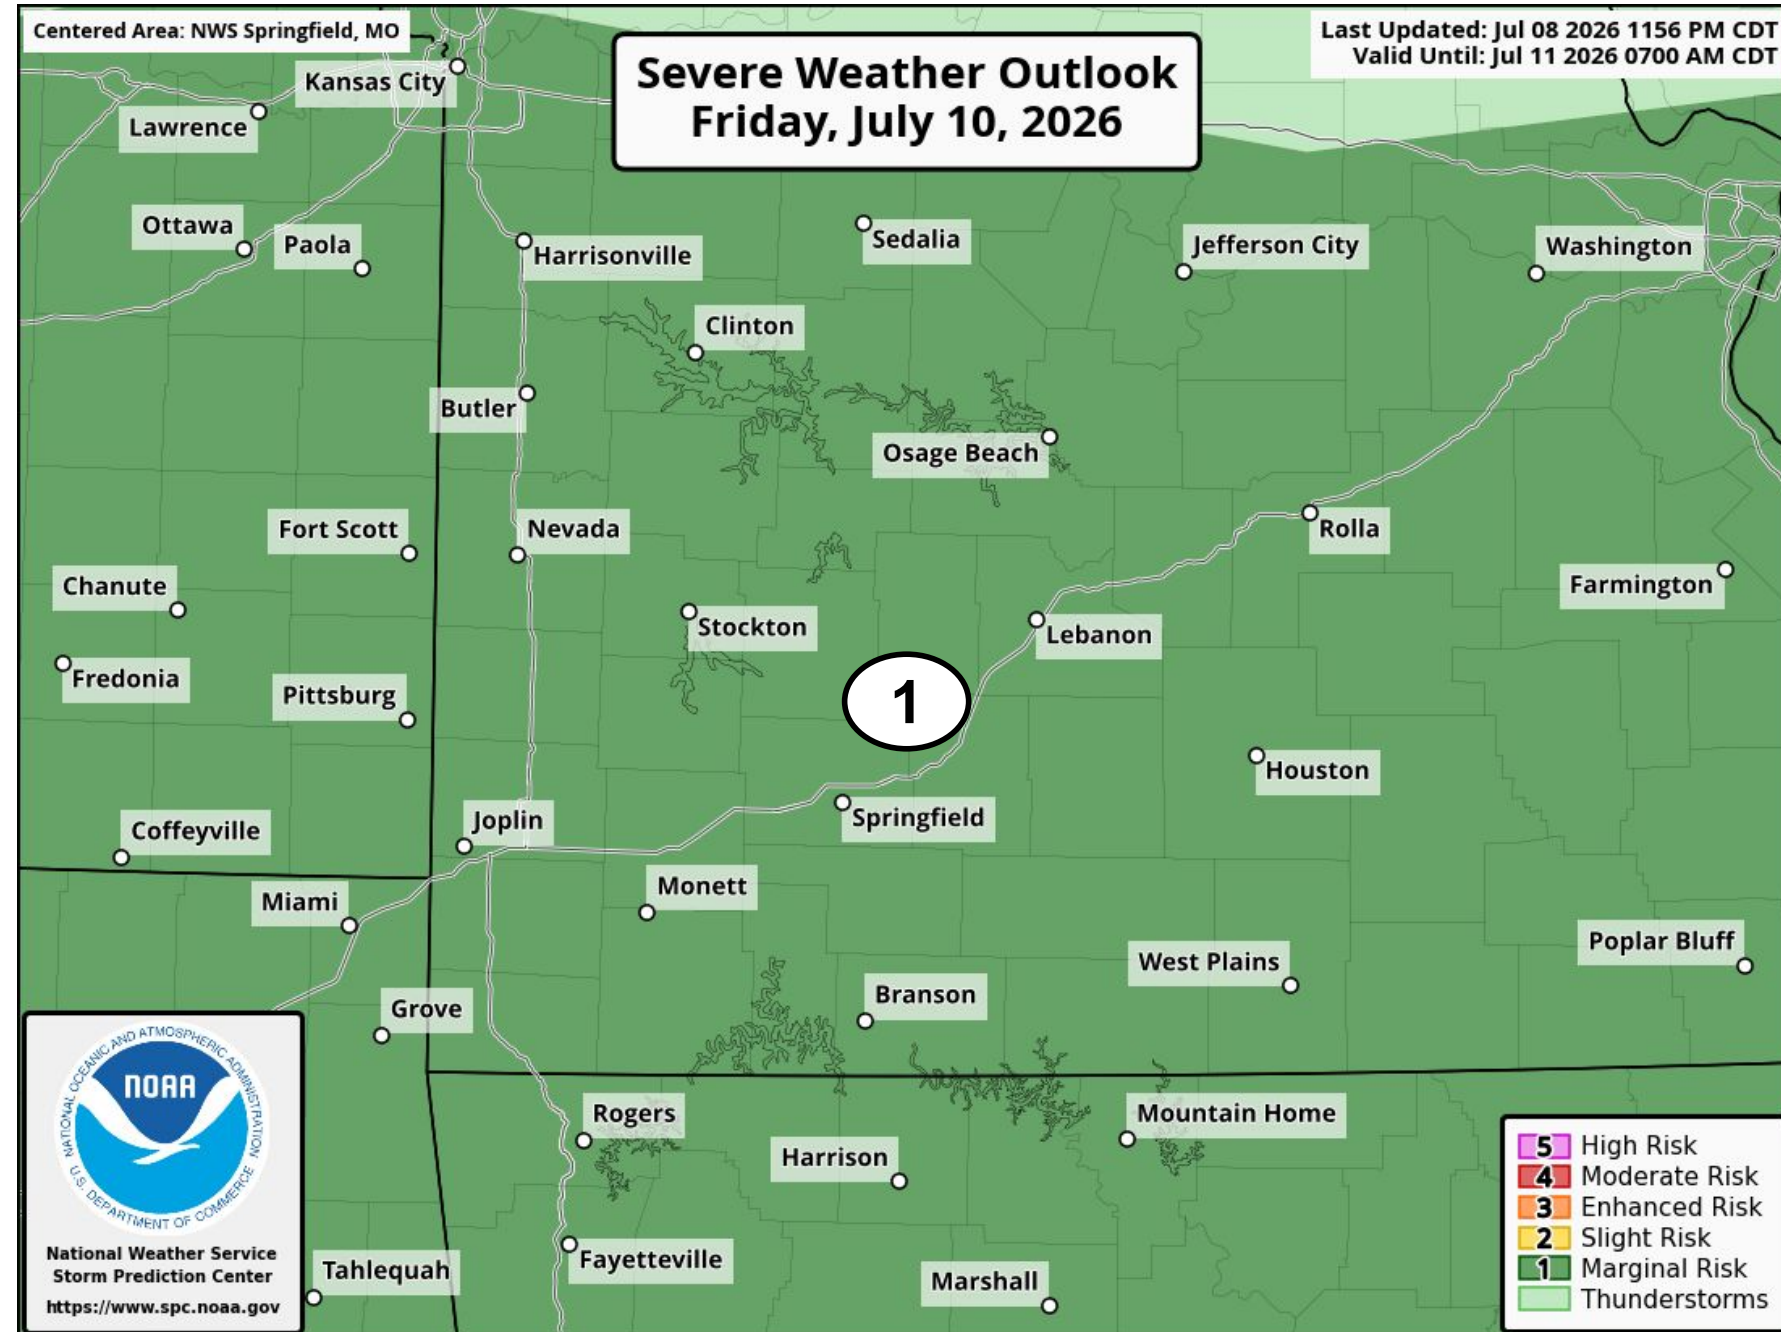 Centered Area: NWS Springfield, MO
Last Updated: Jul 08 2026 1156 PM CDT
Valid Until: Jul 11 2026 0700 AM CDT
Severe Weather Outlook
Friday, July 10, 2026
Kansas City
Lawrence
Ottawa
Paola
Harrisonville
Sedalia
Jefferson City
Washington
Clinton
Butler
Osage Beach
Fort Scott
Nevada
Rolla
Chanute
Farmington
Stockton
Lebanon
Fredonia
Pittsburg
1
Houston
Coffeyville
Joplin
Springfield
Miami
Monett
Poplar Bluff
West Plains
Grove
Branson
Rogers
Mountain Home
Harrison
Fayetteville
Tahlequah
Marshall
NATIONAL OCEANIC AND ATMOSPHERIC ADMINISTRATION
NOAA
U.S. DEPARTMENT OF COMMERCE
National Weather Service
Storm Prediction Center
https://www.spc.noaa.gov
5 High Risk
4 Moderate Risk
3 Enhanced Risk
2 Slight Risk
1 Marginal Risk
Thunderstorms